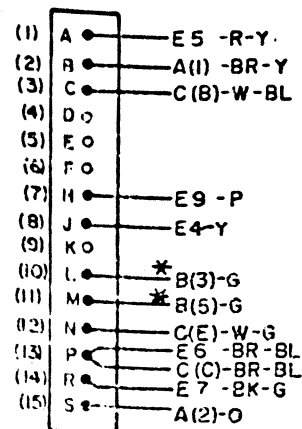 (1) A E5 -R-Y
(2) B A(1) -BR-Y
(3) C C(B)-W-BL
(4) D
(5) E
(6) F
(7) H E9 -P
(8) J E4-Y
(9) K
(10) L * B(3)-G
(11) M * B(5)-G
(12) N C(E)-W-G
(13) P E6 -BR-BL
C(C)-BR-BL
(14) R E7 -BK-G
(15) S A(2)-O